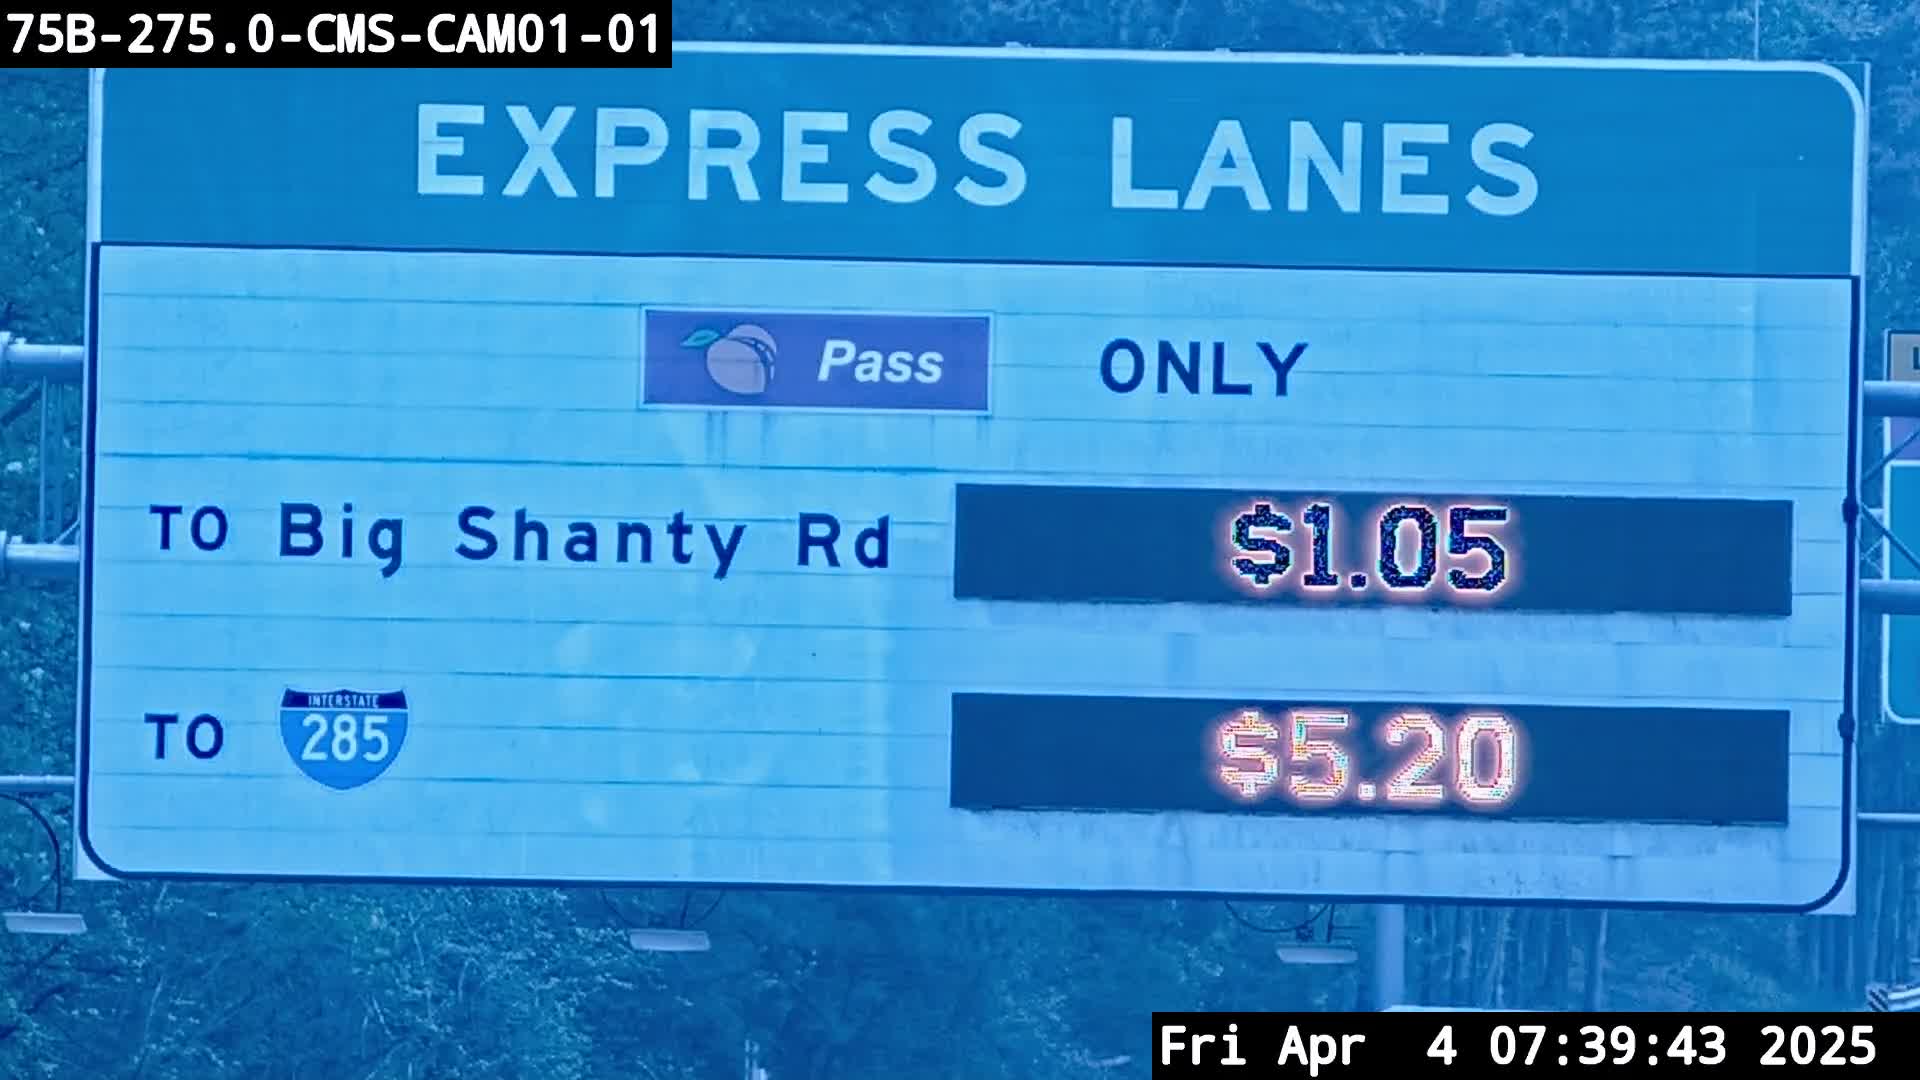 75B-275.0-CMS-CAM01-01
EXPRESS LANES
Pass ONLY
TO Big Shanty Rd $1.05
INTERSTATE
TO 285 $5.20
Fri Apr 4 07:39:43 2025